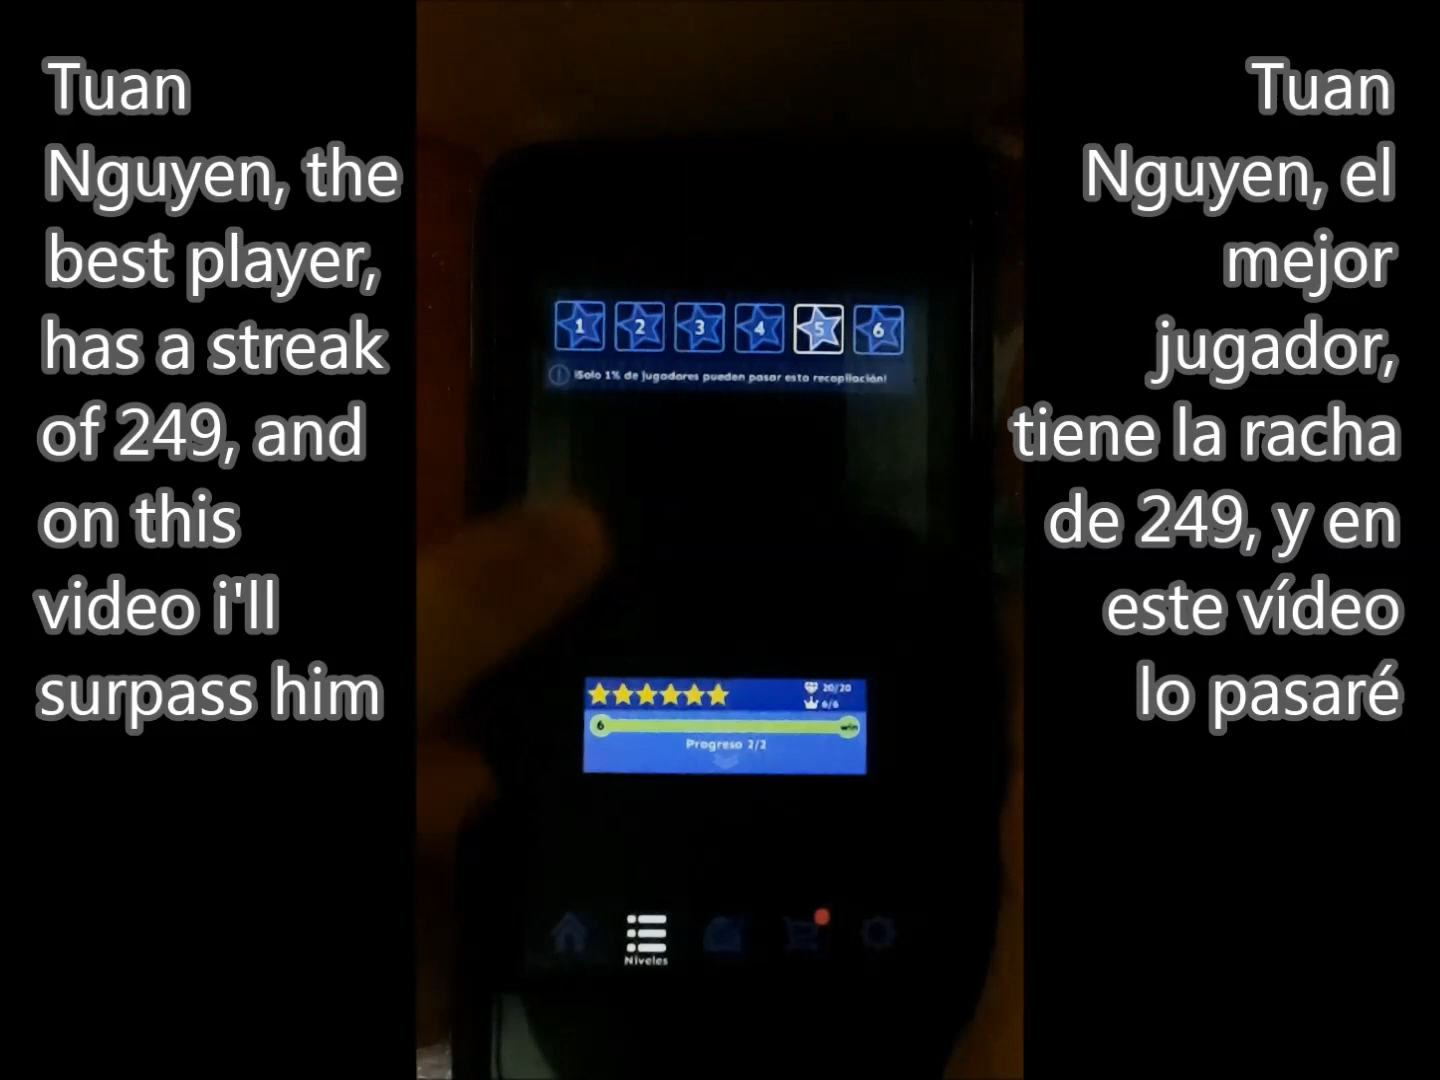 Tuan
Nguyen, the
best player,
has a streak
of 249, and
on this
video i'll
surpass him
1 2 3 4 5 6
¡Solo 1% de jugadores pueden pasar esta recopilación!
20/20
6/6
6 win
Progreso 2/2
Niveles
Tuan
Nguyen, el
mejor
jugador,
tiene la racha
de 249, y en
este vídeo
lo pasaré